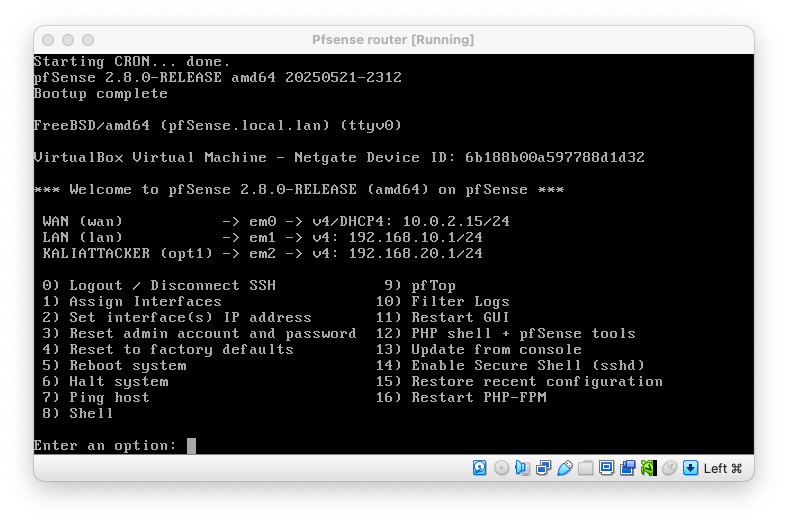 Pfsense router [Running]
Starting CRON... done.
pfSense 2.8.0-RELEASE amd64 20250521-2312
Bootup complete
FreeBSD/amd64 (pfSense.local.lan) (ttyv0)
VirtualBox Virtual Machine - Netgate Device ID: 6b188b00a597788d1d32
*** Welcome to pfSense 2.8.0-RELEASE (amd64) on pfSense ***
WAN (wan) -> em0 -> v4/DHCP4: 10.0.2.15/24
LAN (lan) -> em1 -> v4: 192.168.10.1/24
KALIATTACKER (opt1) -> em2 -> v4: 192.168.20.1/24
0) Logout / Disconnect SSH 9) pfTop
1) Assign Interfaces 10) Filter Logs
2) Set interface(s) IP address 11) Restart GUI
3) Reset admin account and password 12) PHP shell + pfSense tools
4) Reset to factory defaults 13) Update from console
5) Reboot system 14) Enable Secure Shell (sshd)
6) Halt system 15) Restore recent configuration
7) Ping host 16) Restart PHP-FPM
8) Shell
Enter an option:
Left ⌘